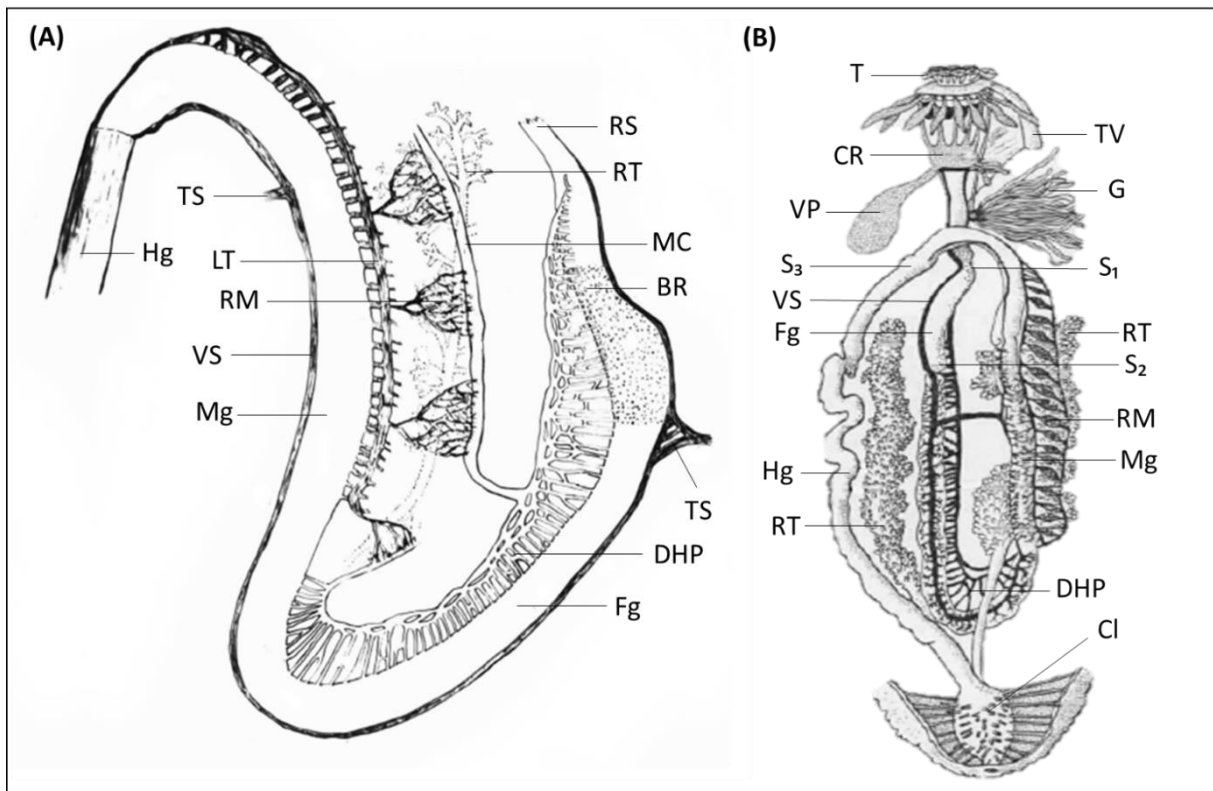 (A)
RS
RT
TS
MC
Hg
LT
BR
RM
VS
Mg
TS
DHP
Fg
(B)
T
TV
CR
G
VP
S₃
S₁
VS
Fg
RT
S₂
RM
Hg
Mg
RT
DHP
Cl